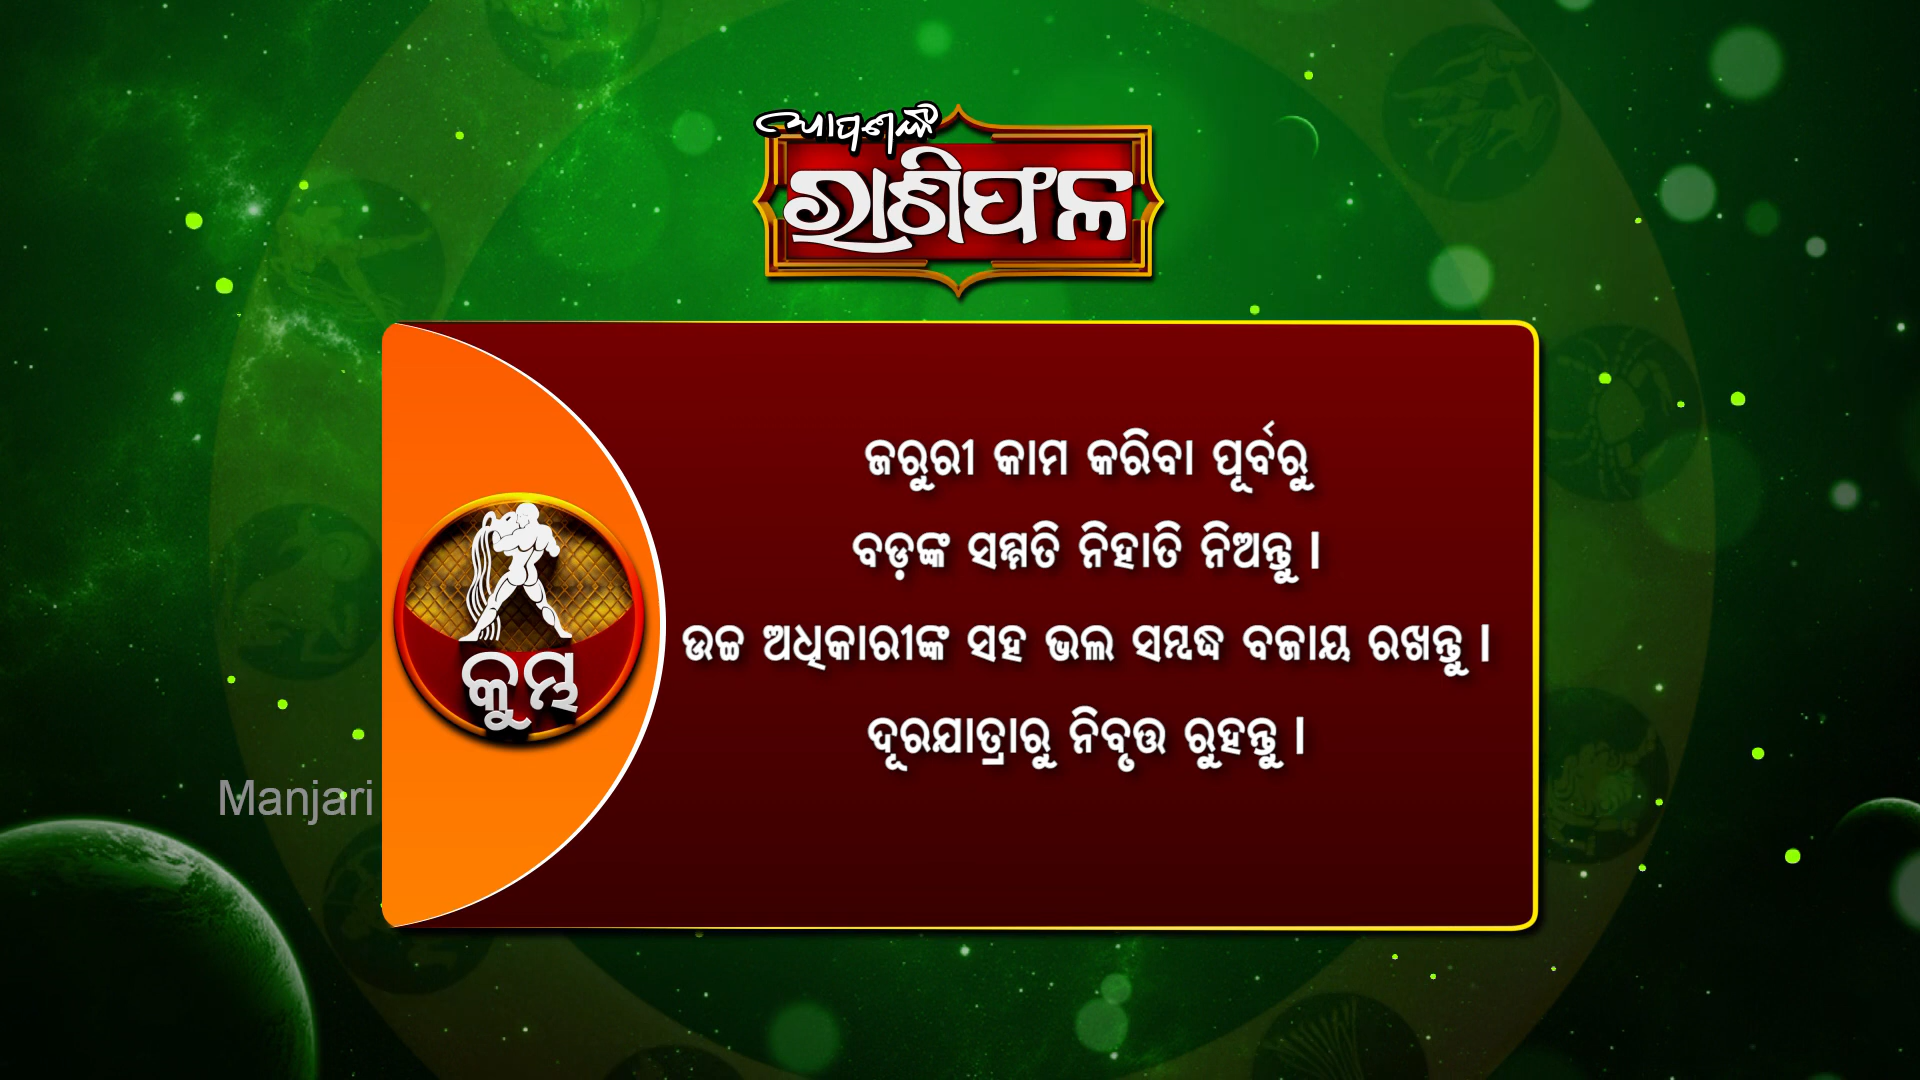 ଆପଣଙ୍କ
ରାଶିଫଳ
ଜରୁରୀ କାମ କରିବା ପୂର୍ବରୁ
ବଡ଼ଙ୍କ ସମ୍ମତି ନିହାତି ନିଅନ୍ତୁ ।
ଉଚ୍ଚ ଅଧିକାରୀଙ୍କ ସହ ଭଲ ସମ୍ବନ୍ଧ ବଜାୟ ରଖନ୍ତୁ ।
ଦୂରଯାତ୍ରାରୁ ନିବୃତ୍ତ ରୁହନ୍ତୁ ।
କୁମ୍ଭ
Manjari